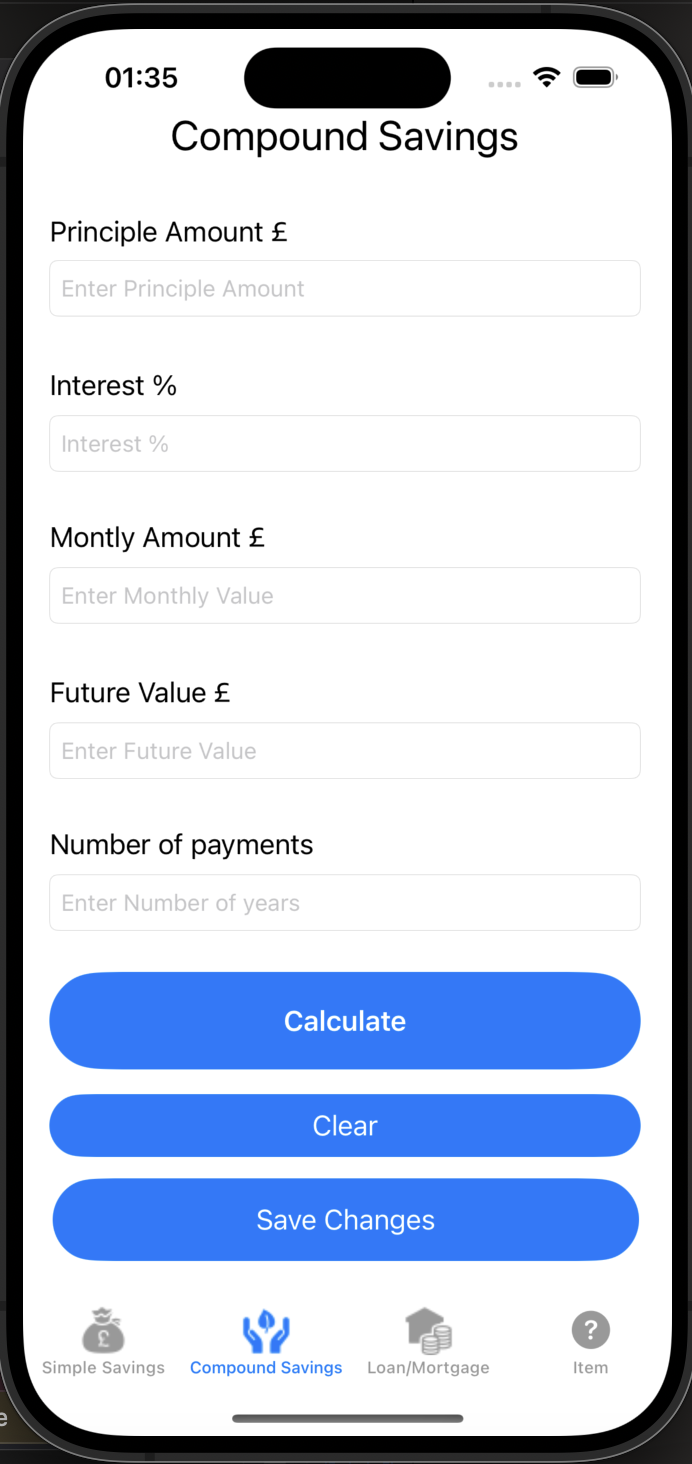 01:35
Compound Savings
Principle Amount £
Enter Principle Amount
Interest %
Interest %
Montly Amount £
Enter Monthly Value
Future Value £
Enter Future Value
Number of payments
Enter Number of years
Calculate
Clear
Save Changes
£ ?
Simple Savings Compound Savings Loan/Mortgage Item
e